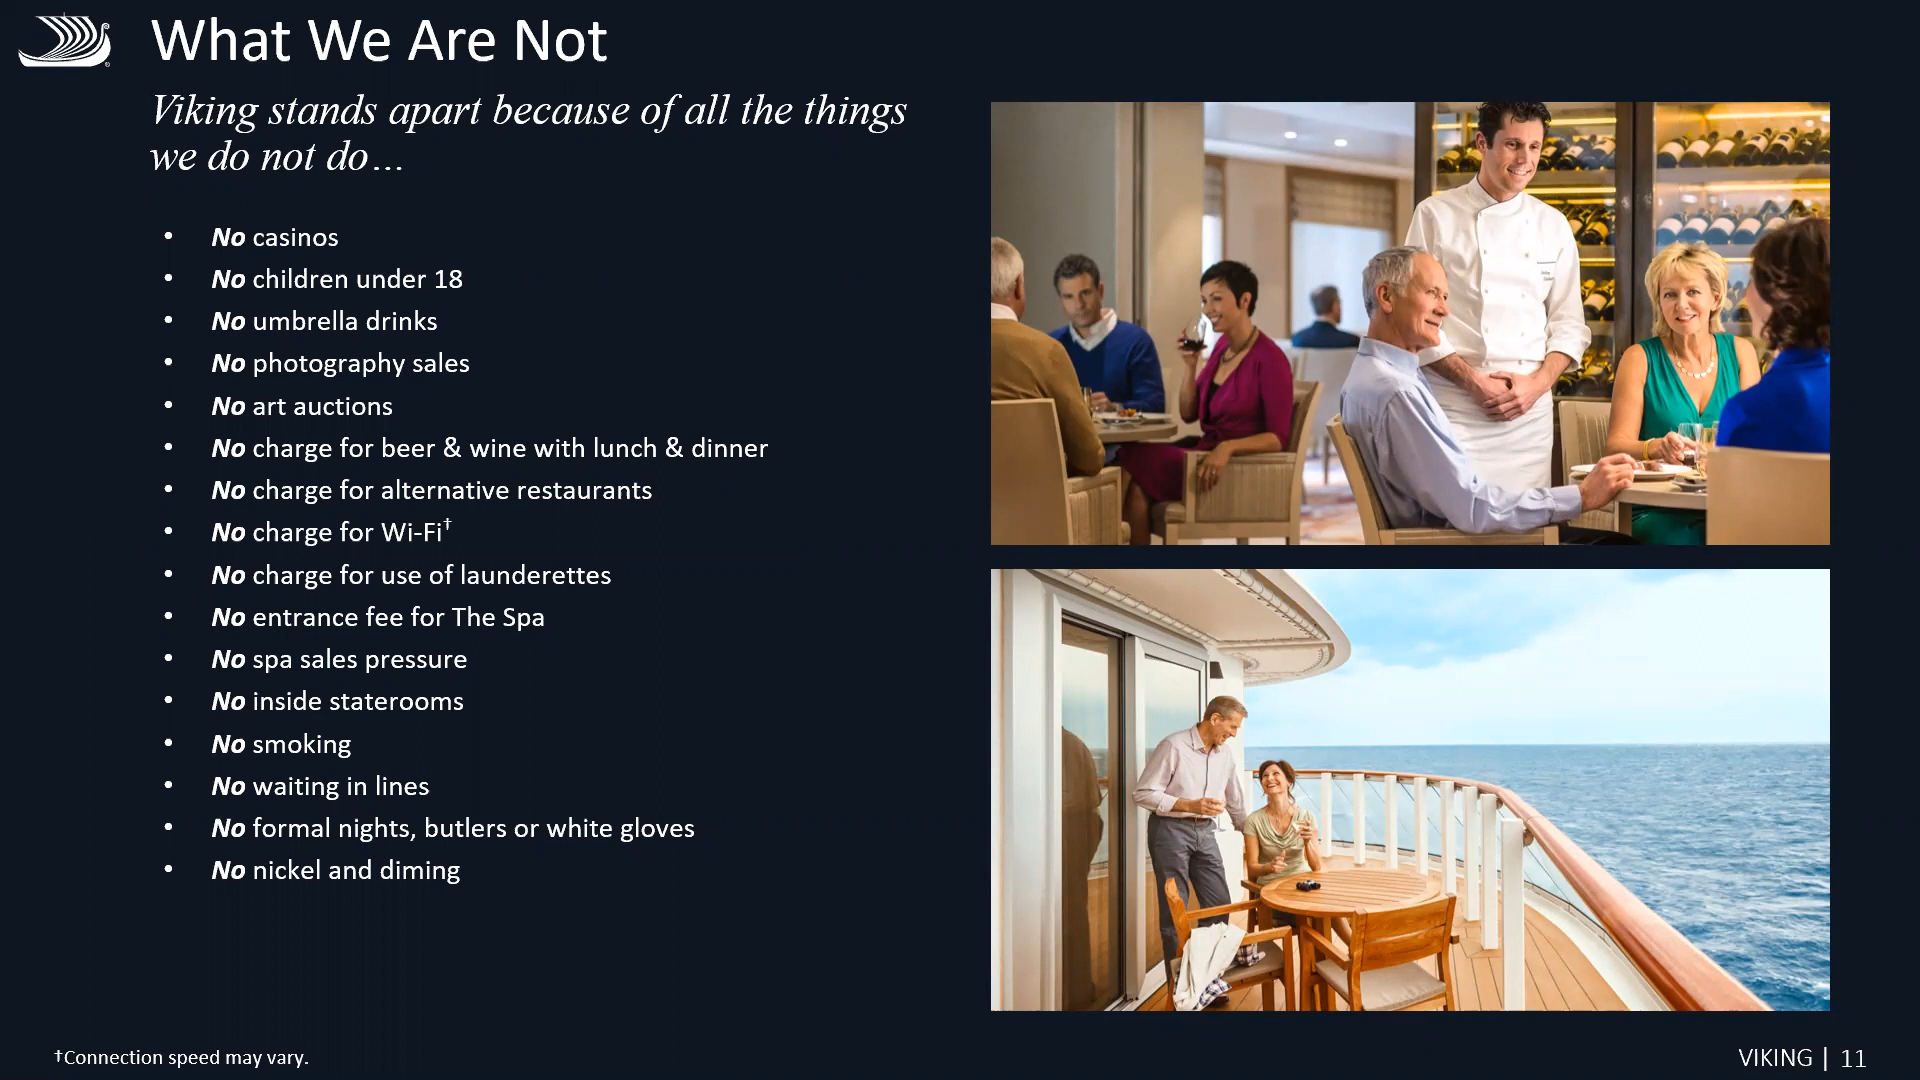 What We Are Not
Viking stands apart because of all the things
we do not do…
• No casinos
• No children under 18
• No umbrella drinks
• No photography sales
• No art auctions
• No charge for beer & wine with lunch & dinner
• No charge for alternative restaurants
• No charge for Wi-Fi†
• No charge for use of launderettes
• No entrance fee for The Spa
• No spa sales pressure
• No inside staterooms
• No smoking
• No waiting in lines
• No formal nights, butlers or white gloves
• No nickel and diming
†Connection speed may vary.
VIKING | 11